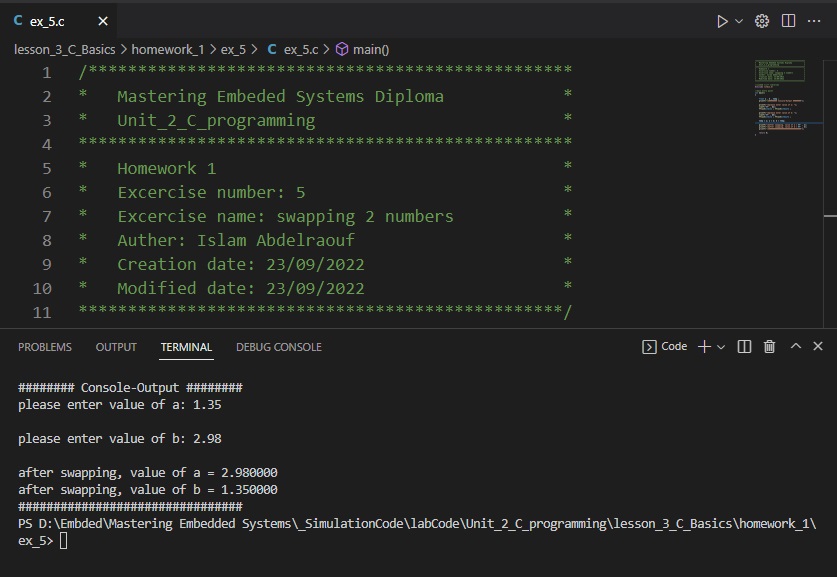 C ex_5.c ×
lesson_3_C_Basics > homework_1 > ex_5 > C ex_5.c > main()
1 /*************************************************
2 * Mastering Embeded Systems Diploma *
3 * Unit_2_C_programming *
4 **************************************************
5 * Homework 1 *
6 * Excercise number: 5 *
7 * Excercise name: swapping 2 numbers *
8 * Auther: Islam Abdelraouf *
9 * Creation date: 23/09/2022 *
10 * Modified date: 23/09/2022 *
11 *************************************************/
PROBLEMS OUTPUT TERMINAL DEBUG CONSOLE Code
######## Console-Output ########
please enter value of a: 1.35
please enter value of b: 2.98
after swapping, value of a = 2.980000
after swapping, value of b = 1.350000
################################
PS D:\Embded\Mastering Embedded Systems\_SimulationCode\labCode\Unit_2_C_programming\lesson_3_C_Basics\homework_1\
ex_5>